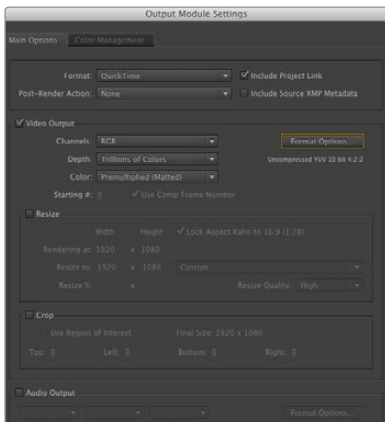 Output Module Settings
Main Options Color Management
Format: QuickTime Include Project Link
Post-Render Action: None Include Source XMP Metadata
Video Output
Channels: RGB Format Options...
Depth: Trillions of Colors Uncompressed YUV 10 bit 4:2:2
Color: Premultiplied (Matted)
Starting #: 0 Use Comp Frame Number
Resize
Width Height Lock Aspect Ratio to 16:9 (1.78)
Rendering at: 1920 x 1080
Resize to: 1920 x 1080 Custom
Resize %: x Resize Quality: High
Crop
Use Region of Interest Final Size: 1920 x 1080
Top: 0 Left: 0 Bottom: 0 Right: 0
Audio Output
Format Options...